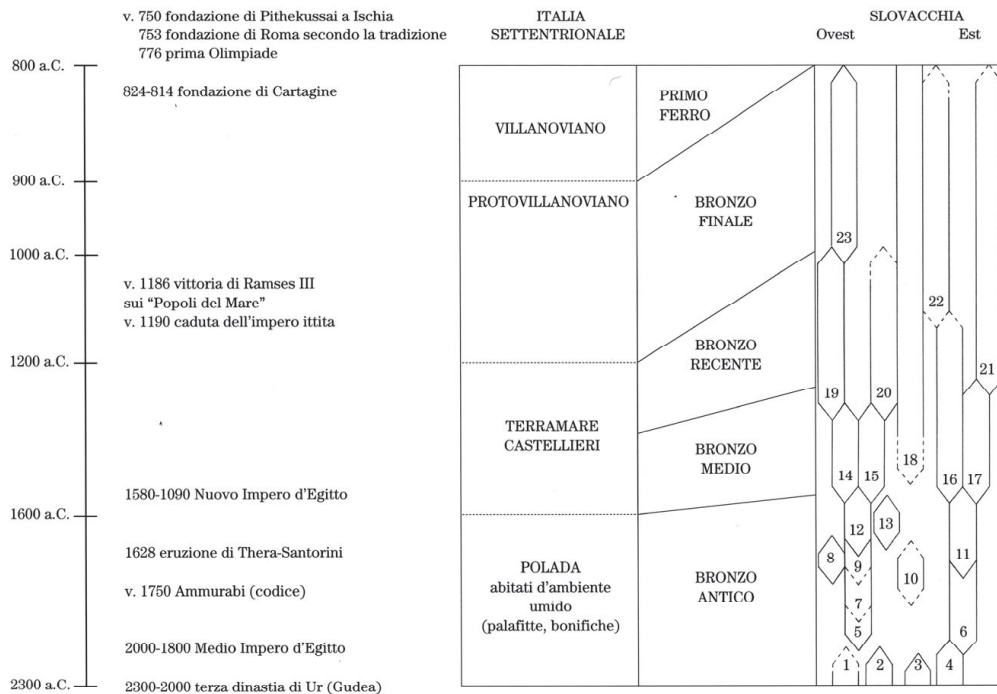 v. 750 fondazione di Pithekussai a Ischia
753 fondazione di Roma secondo la tradizione
776 prima Olimpiade
824-814 fondazione di Cartagine
v. 1186 vittoria di Ramses III
sui "Popoli del Mare"
v. 1190 caduta dell'impero ittita
1580-1090 Nuovo Impero d'Egitto
1628 eruzione di Thera-Santorini
v. 1750 Ammurabi (codice)
2000-1800 Medio Impero d'Egitto
2300-2000 terza dinastia di Ur (Gudea)
800 a.C.
900 a.C.
1000 a.C.
1200 a.C.
1600 a.C.
2300 a.C.
ITALIA
SETTENTRIONALE
VILLANOVIANO
PROTOVILLANOVIANO
TERRAMARE
CASTELLIERI
POLADA
abitati d'ambiente
umido
(palafitte, bonifiche)
PRIMO
FERRO
BRONZO
FINALE
BRONZO
RECENTE
BRONZO
MEDIO
BRONZO
ANTICO
SLOVACCHIA
Ovest Est
23
22
21
19 20
18
14 15 16 17
13
12
8 9 11
10
7
5 6
1 2 3 4